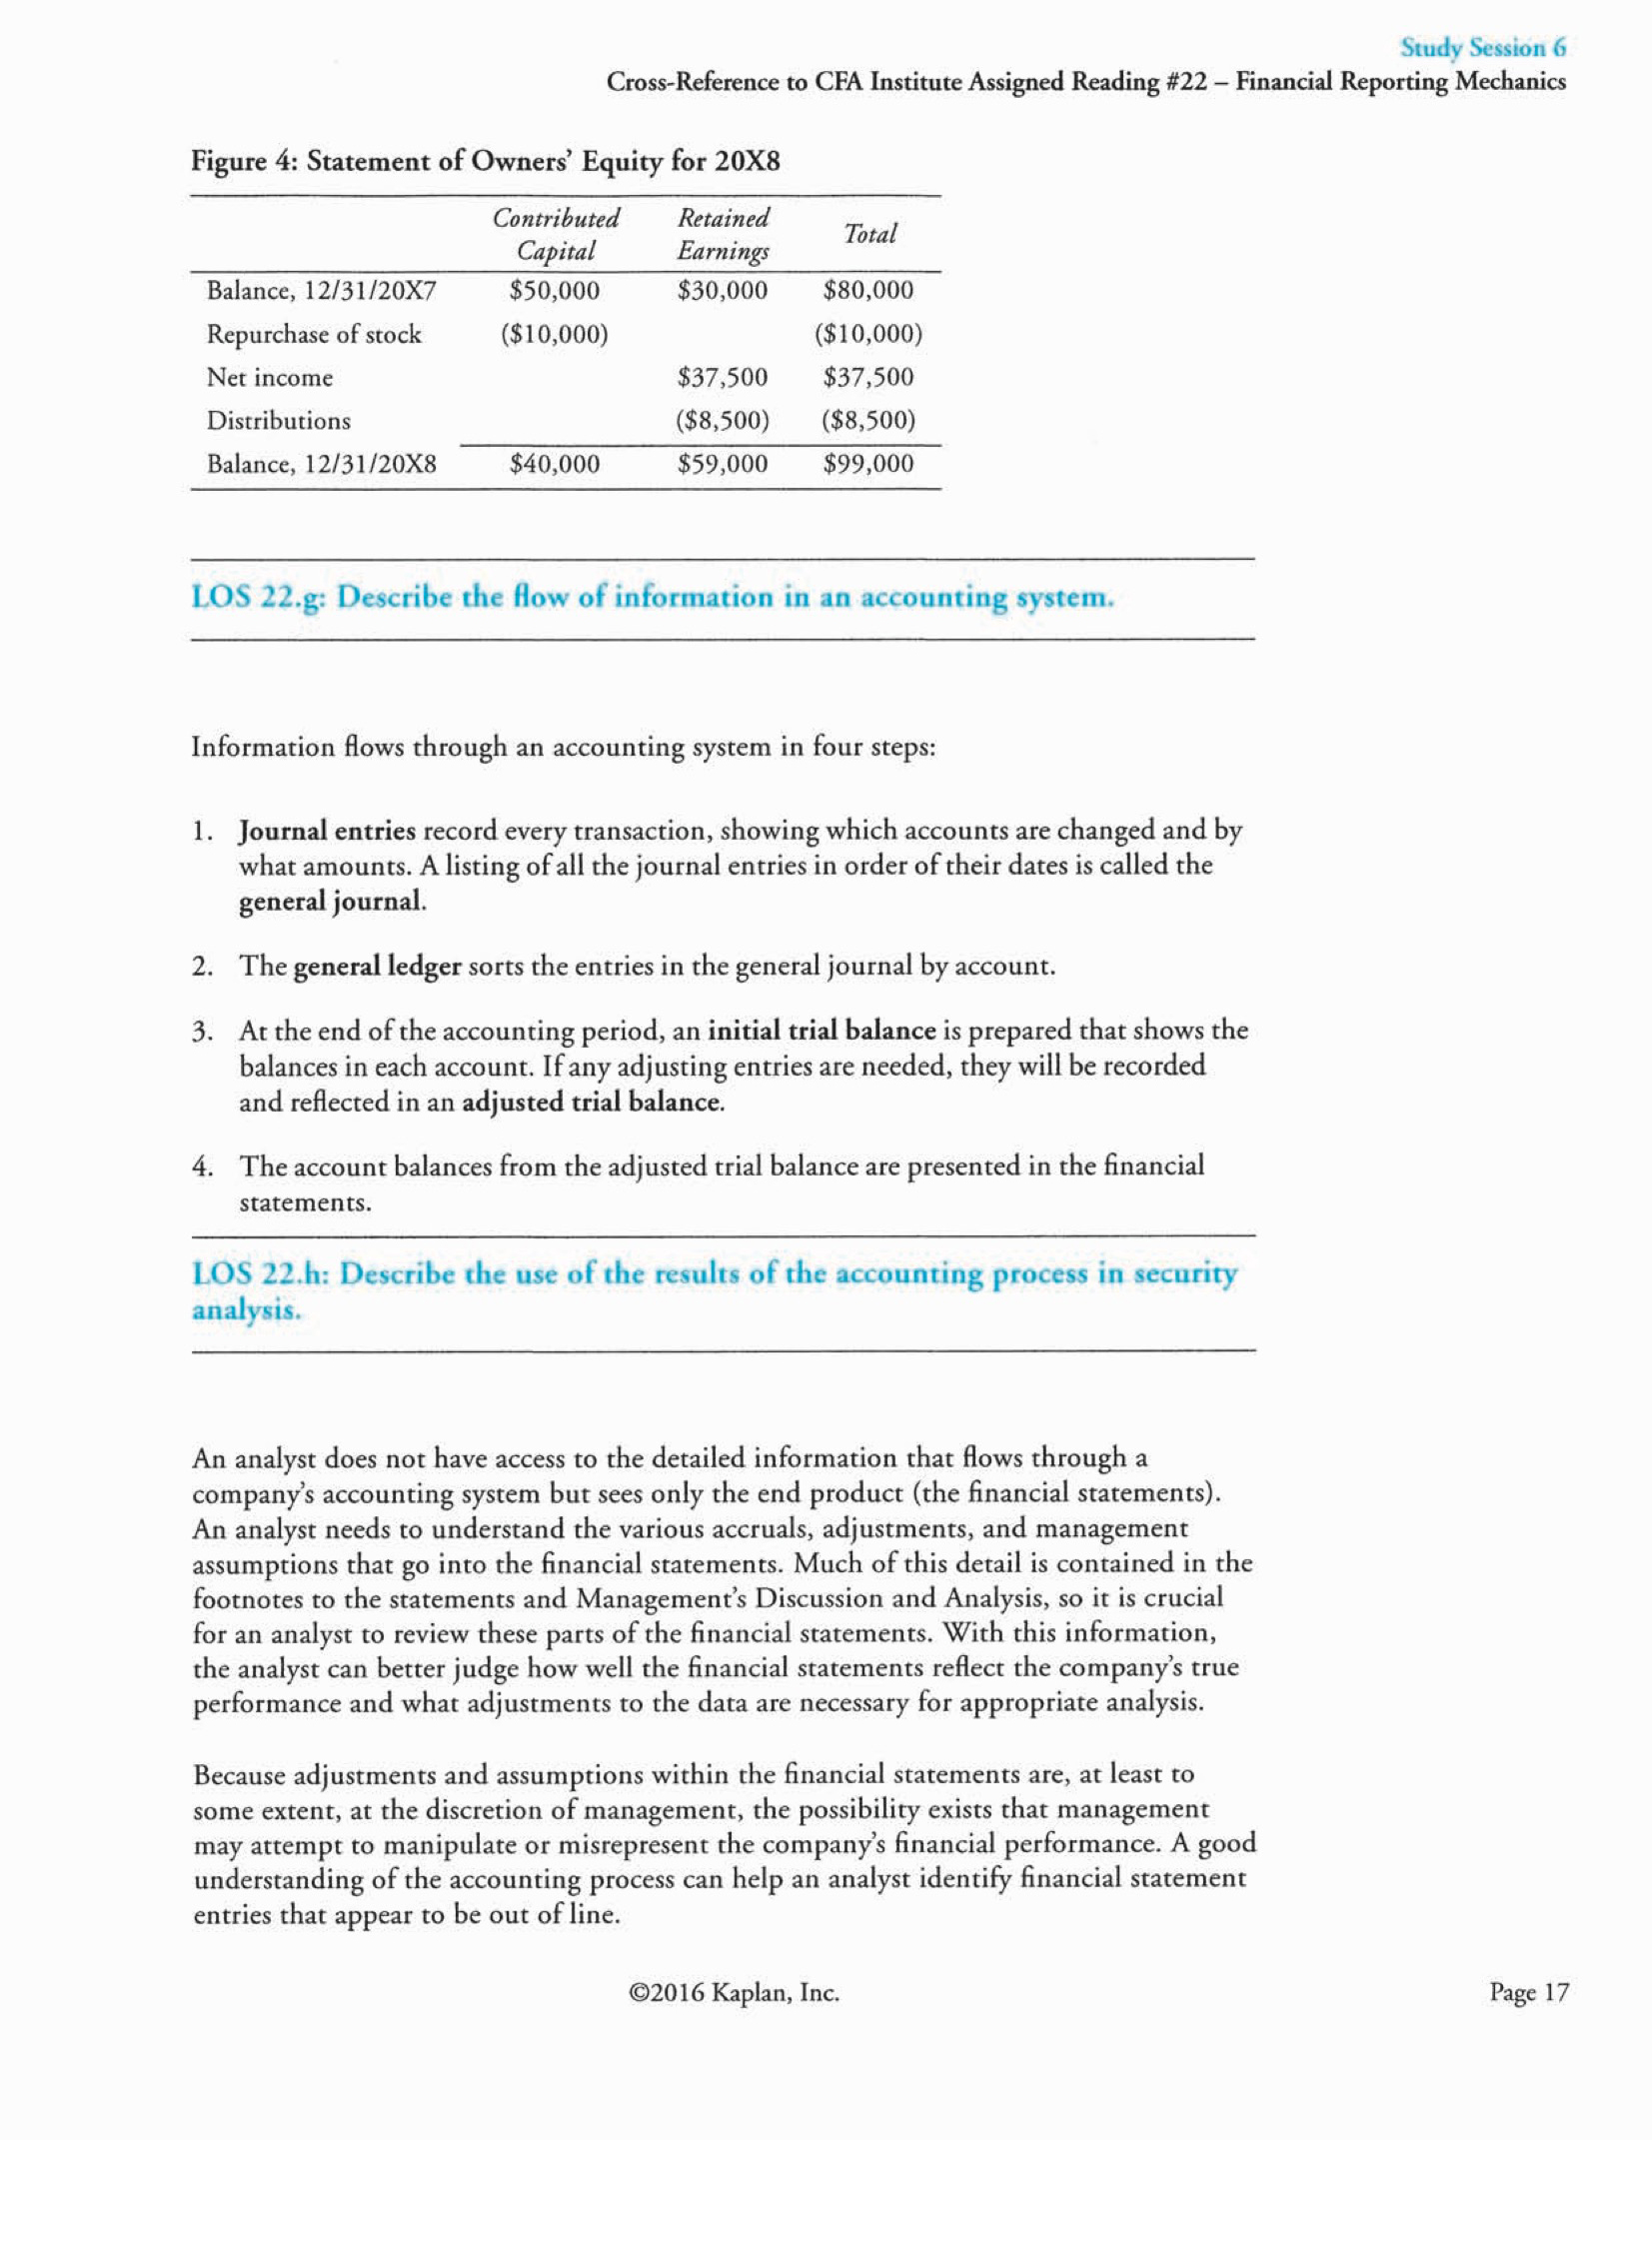 Study Session 6
Cross-Reference to CFA Institute Assigned Reading #22 – Financial Reporting Mechanics
Figure 4: Statement of Owners' Equity for 20X8
Contributed Capital Retained Earnings Total
Balance, 12/31/20X7 $50,000 $30,000 $80,000
Repurchase of stock ($10,000) ($10,000)
Net income $37,500 $37,500
Distributions ($8,500) ($8,500)
Balance, 12/31/20X8 $40,000 $59,000 $99,000
LOS 22.g: Describe the flow of information in an accounting system.
Information flows through an accounting system in four steps:
1. Journal entries record every transaction, showing which accounts are changed and by
what amounts. A listing of all the journal entries in order of their dates is called the
general journal.
2. The general ledger sorts the entries in the general journal by account.
3. At the end of the accounting period, an initial trial balance is prepared that shows the
balances in each account. If any adjusting entries are needed, they will be recorded
and reflected in an adjusted trial balance.
4. The account balances from the adjusted trial balance are presented in the financial
statements.
LOS 22.h: Describe the use of the results of the accounting process in security
analysis.
An analyst does not have access to the detailed information that flows through a
company's accounting system but sees only the end product (the financial statements).
An analyst needs to understand the various accruals, adjustments, and management
assumptions that go into the financial statements. Much of this detail is contained in the
footnotes to the statements and Management's Discussion and Analysis, so it is crucial
for an analyst to review these parts of the financial statements. With this information,
the analyst can better judge how well the financial statements reflect the company's true
performance and what adjustments to the data are necessary for appropriate analysis.
Because adjustments and assumptions within the financial statements are, at least to
some extent, at the discretion of management, the possibility exists that management
may attempt to manipulate or misrepresent the company's financial performance. A good
understanding of the accounting process can help an analyst identify financial statement
entries that appear to be out of line.
©2016 Kaplan, Inc. Page 17